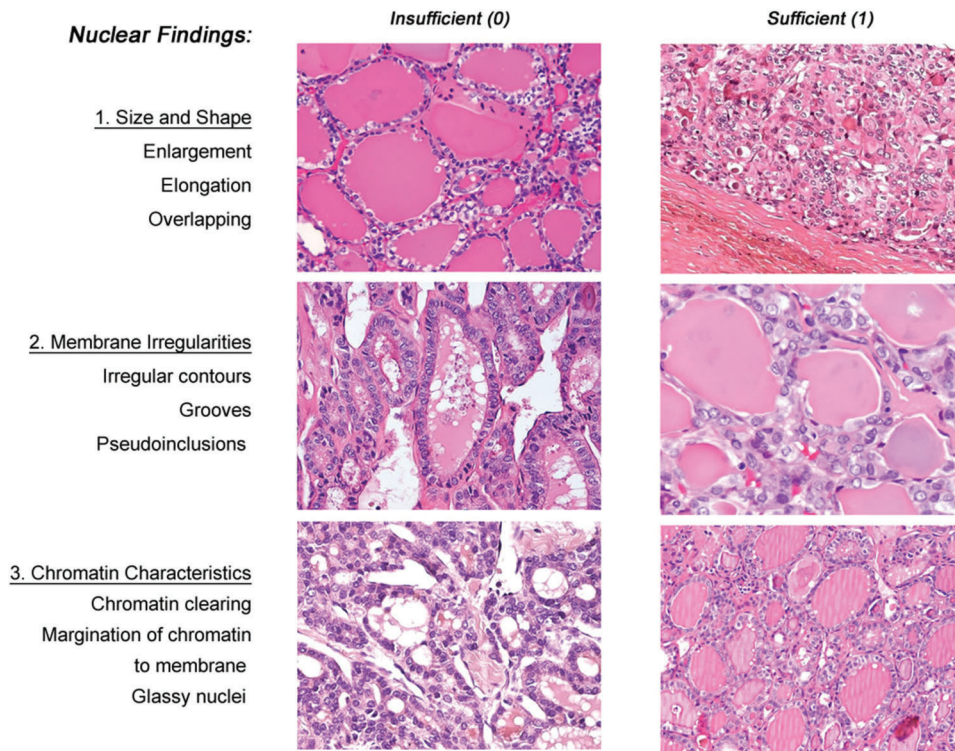 Nuclear Findings:
Insufficient (0)
Sufficient (1)
1. Size and Shape
Enlargement
Elongation
Overlapping
2. Membrane Irregularities
Irregular contours
Grooves
Pseudoinclusions
3. Chromatin Characteristics
Chromatin clearing
Margination of chromatin
to membrane
Glassy nuclei